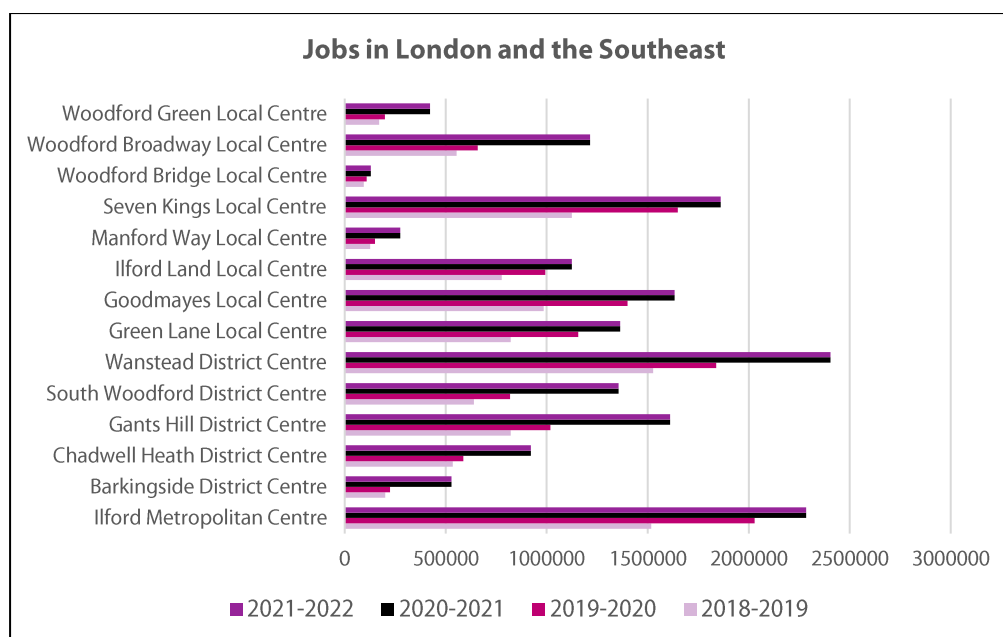 Jobs in London and the Southeast
Woodford Green Local Centre
Woodford Broadway Local Centre
Woodford Bridge Local Centre
Seven Kings Local Centre
Manford Way Local Centre
Ilford Land Local Centre
Goodmayes Local Centre
Green Lane Local Centre
Wanstead District Centre
South Woodford District Centre
Gants Hill District Centre
Chadwell Heath District Centre
Barkingside District Centre
Ilford Metropolitan Centre
0 500000 1000000 1500000 2000000 2500000 3000000
2021-2022 2020-2021 2019-2020 2018-2019